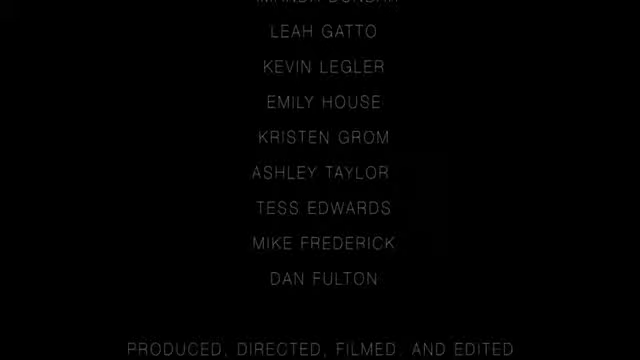 LEAH GATTO
KEVIN LEGLER
EMILY HOUSE
KRISTEN GROM
ASHLEY TAYLOR
TESS EDWARDS
MIKE FREDERICK
DAN FULTON
PRODUCED, DIRECTED, FILMED, AND EDITED